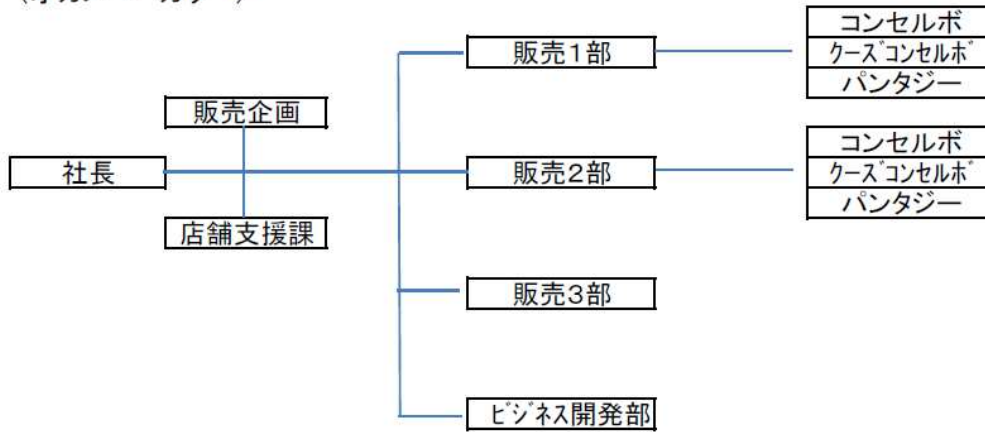 販売1部
コンセルボ
クーズコンセルボ
パンタジー
販売企画
社長
販売2部
コンセルボ
クーズコンセルボ
パンタジー
店舗支援課
販売3部
ビジネス開発部